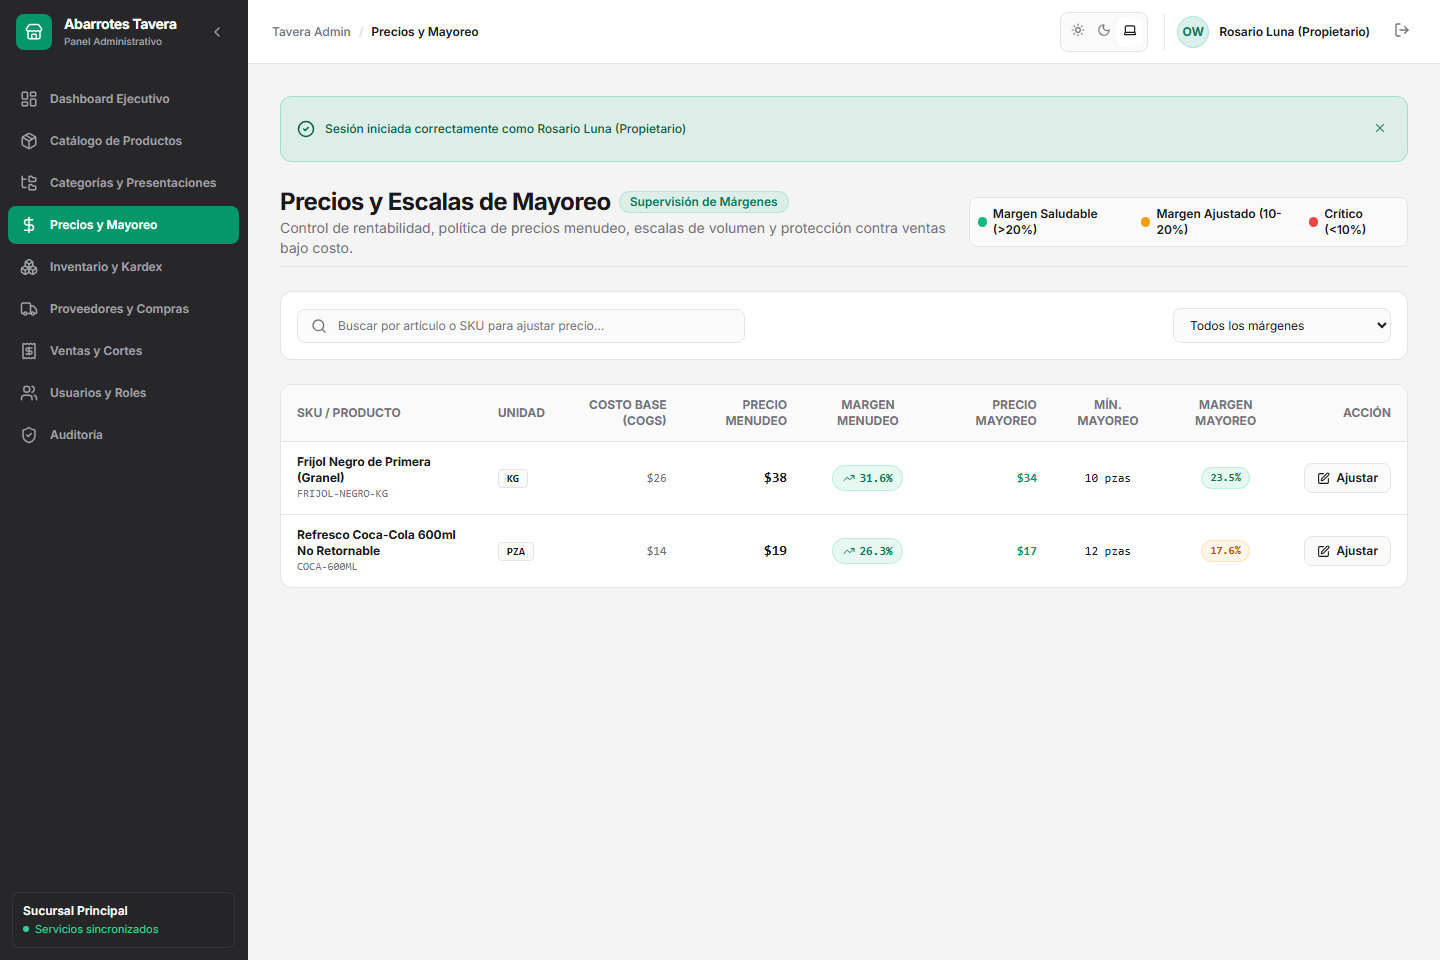 Abarrotes Tavera
Panel Administrativo
Dashboard Ejecutivo
Catálogo de Productos
Categorías y Presentaciones
Precios y Mayoreo
Inventario y Kardex
Proveedores y Compras
Ventas y Cortes
Usuarios y Roles
Auditoría
Sucursal Principal
Servicios sincronizados
Tavera Admin / Precios y Mayoreo
OW Rosario Luna (Propietario)
Sesión iniciada correctamente como Rosario Luna (Propietario)
Precios y Escalas de Mayoreo Supervisión de Márgenes
Control de rentabilidad, política de precios menudeo, escalas de volumen y protección contra ventas
bajo costo.
Margen Saludable
(>20%)
Margen Ajustado (10-
20%)
Crítico
(<10%)
Buscar por artículo o SKU para ajustar precio...
Todos los márgenes
SKU / PRODUCTO
UNIDAD
COSTO BASE
(COGS)
PRECIO
MENUDEO
MARGEN
MENUDEO
PRECIO
MAYOREO
MÍN.
MAYOREO
MARGEN
MAYOREO
ACCIÓN
Frijol Negro de Primera
(Granel)
FRIJOL-NEGRO-KG
KG
$26
$38
31.6%
$34
10 pzas
23.5%
Ajustar
Refresco Coca-Cola 600ml
No Retornable
COCA-600ML
PZA
$14
$19
26.3%
$17
12 pzas
17.6%
Ajustar